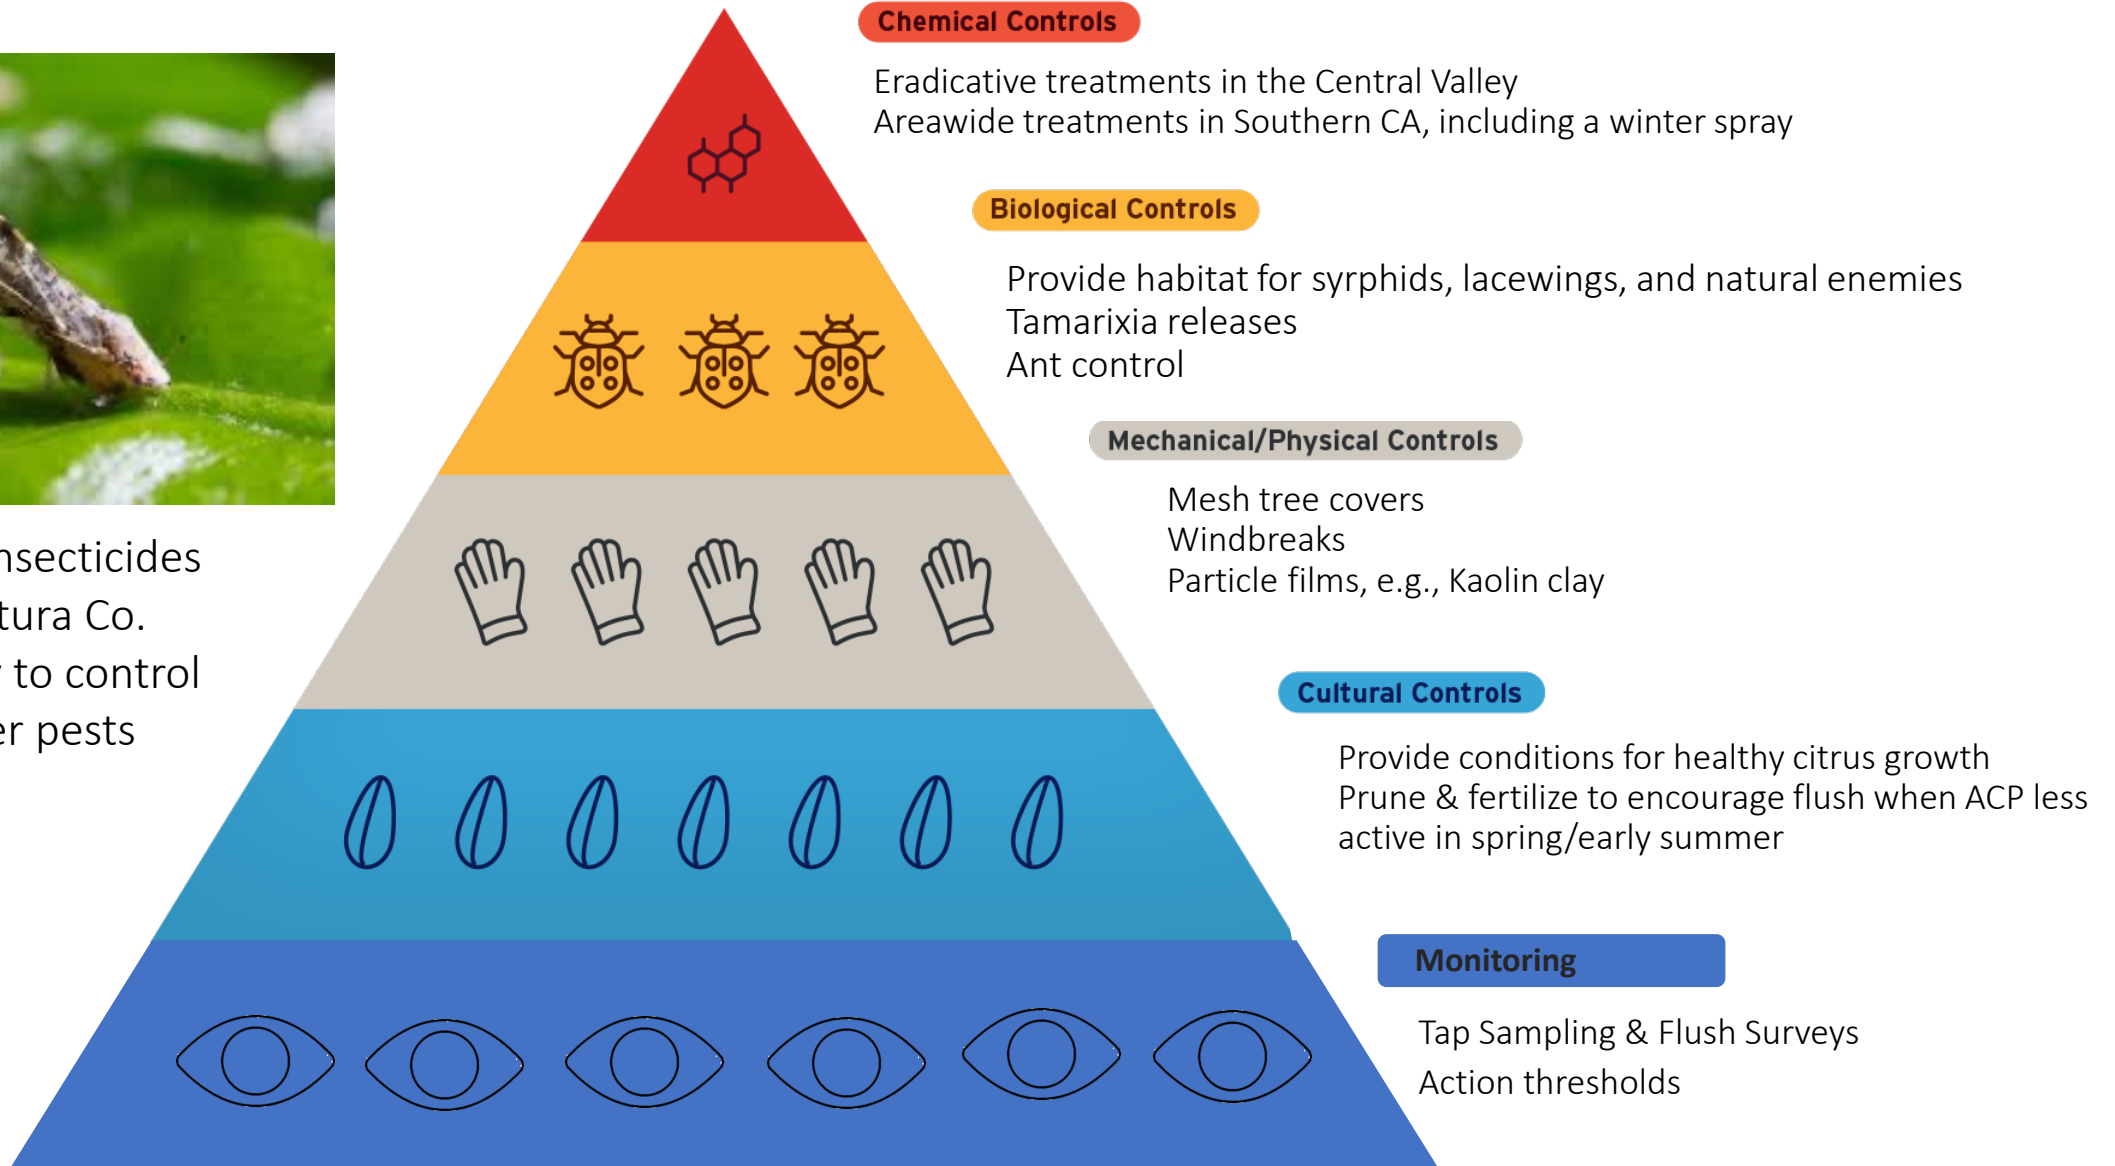 Chemical Controls
Eradicative treatments in the Central Valley
Areawide treatments in Southern CA, including a winter spray
Biological Controls
Provide habitat for syrphids, lacewings, and natural enemies
Tamarixia releases
Ant control
Mechanical/Physical Controls
Mesh tree covers
Windbreaks
Particle films, e.g., Kaolin clay
nsecticides
tura Co.
to control
er pests
Cultural Controls
Provide conditions for healthy citrus growth
Prune & fertilize to encourage flush when ACP less
active in spring/early summer
Monitoring
Tap Sampling & Flush Surveys
Action thresholds